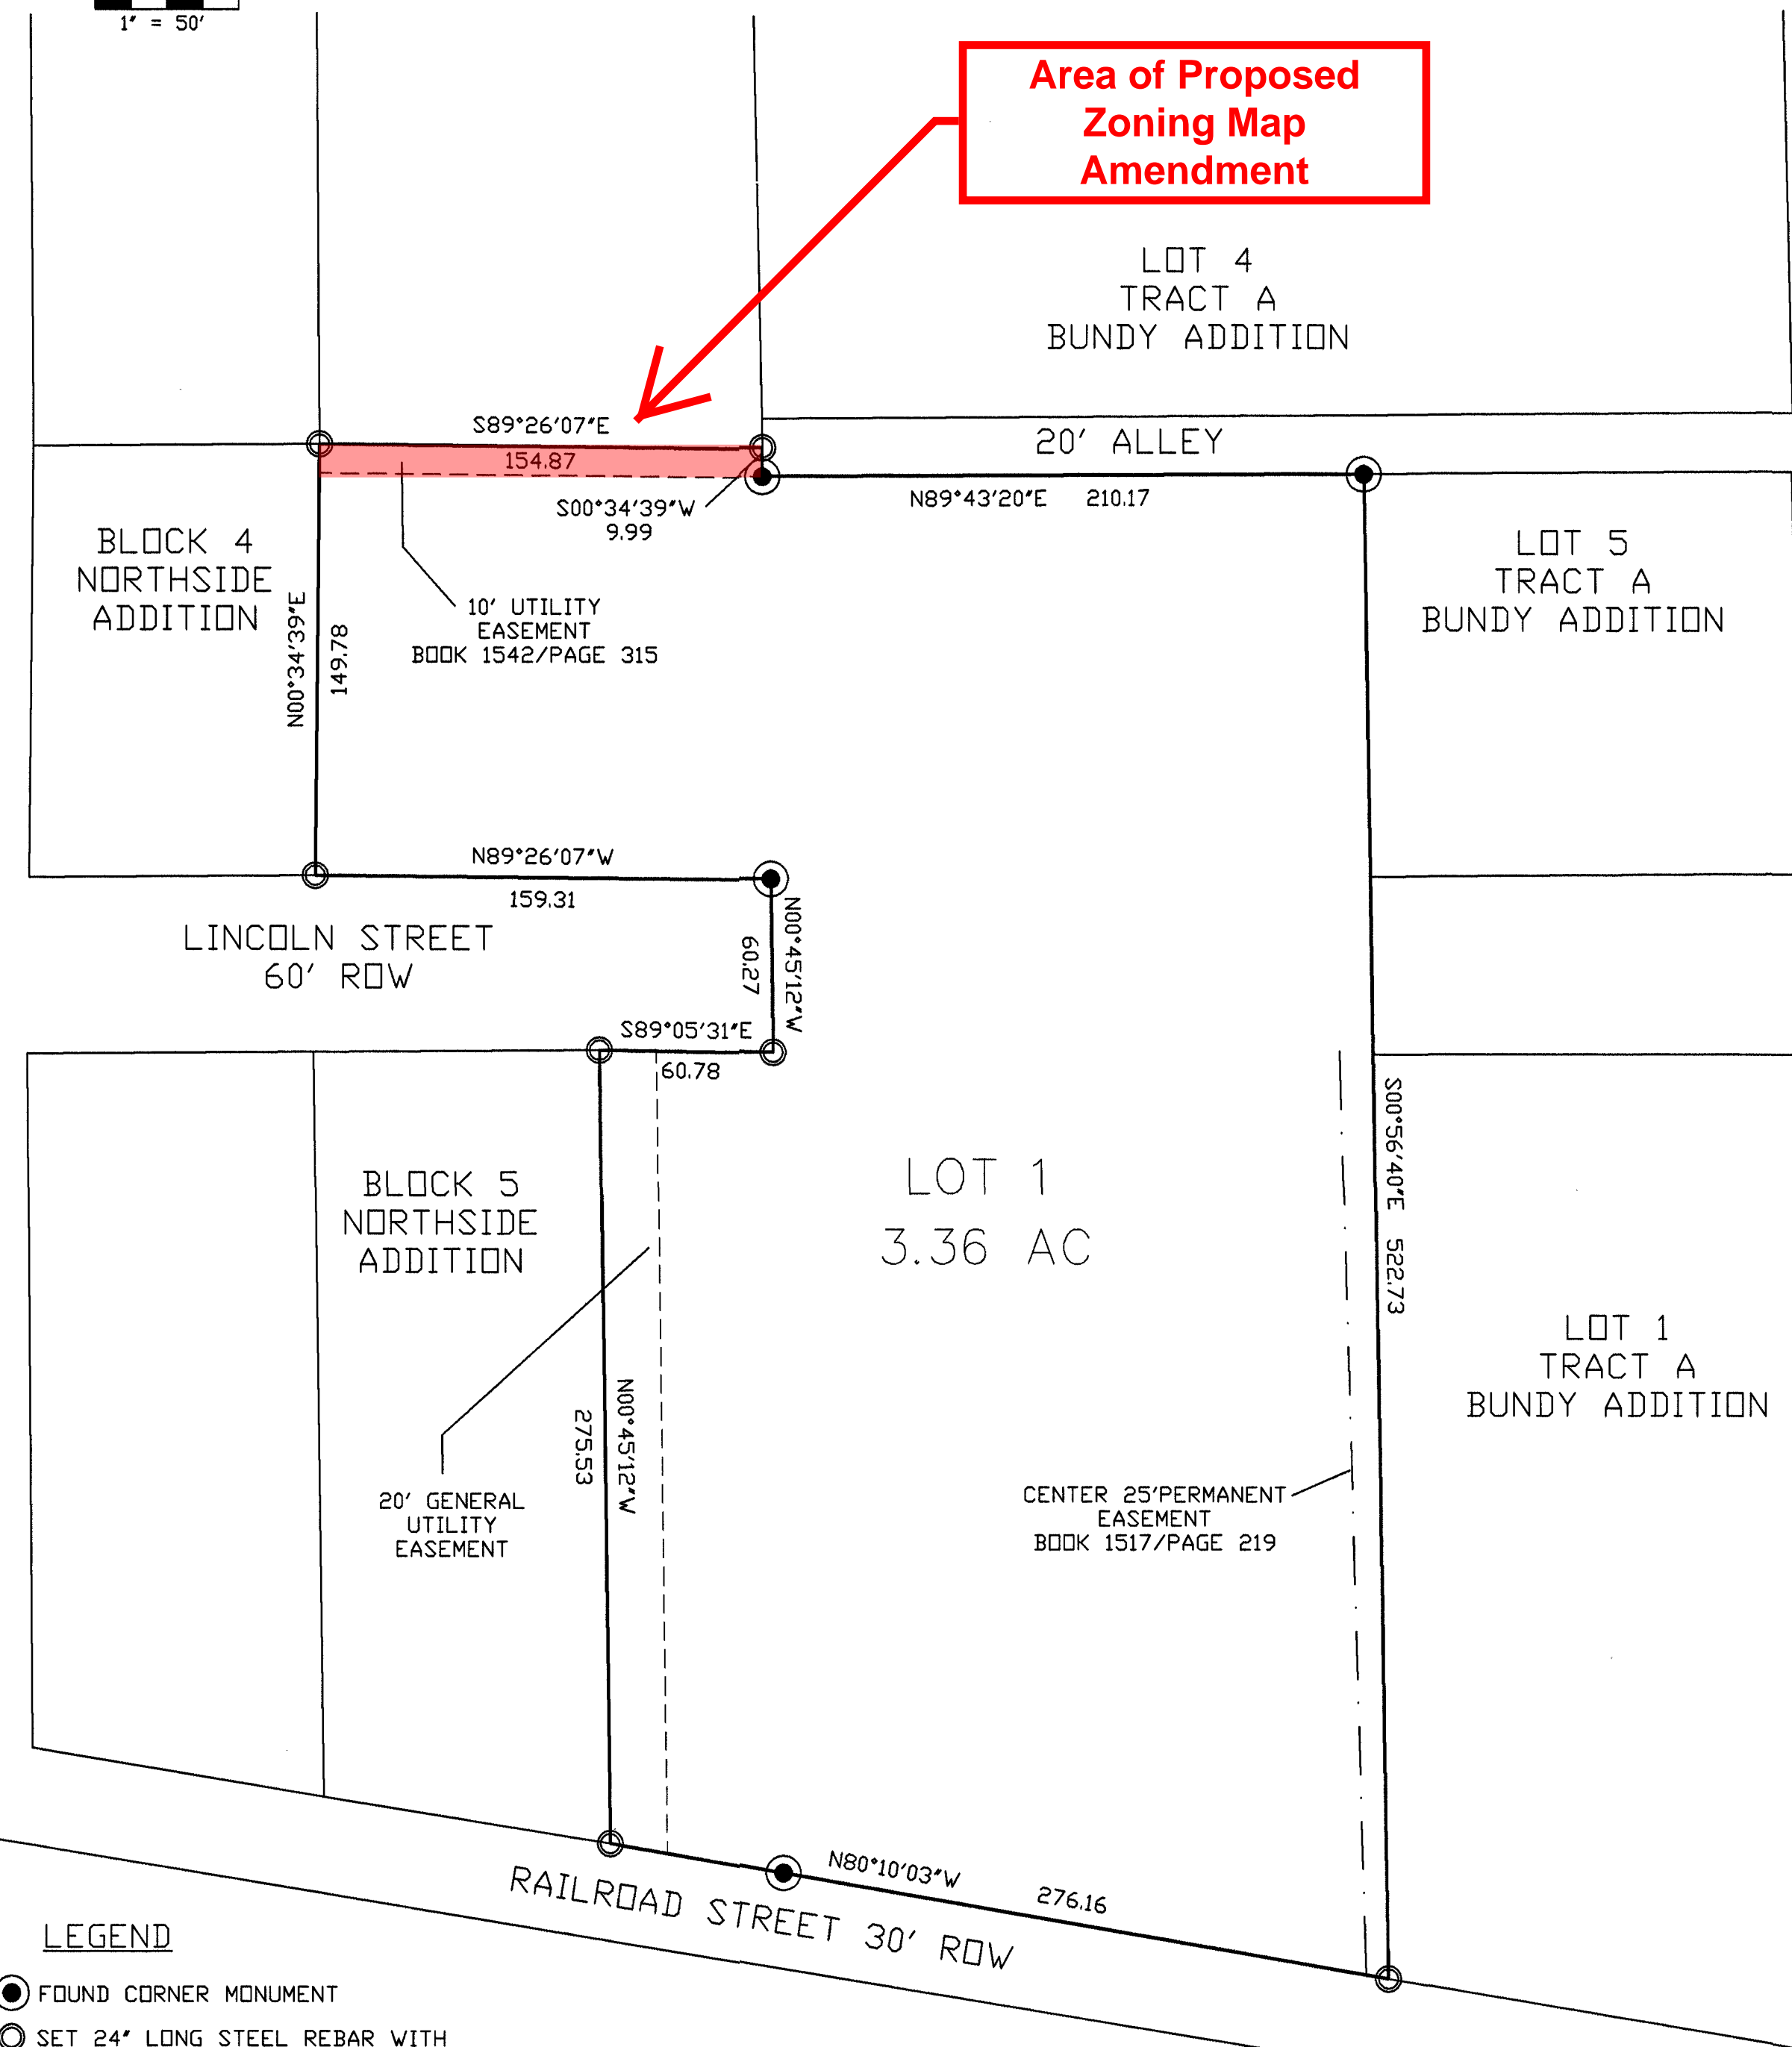 1" = 50'
Area of Proposed
Zoning Map
Amendment
LOT 4
TRACT A
BUNDY ADDITION
S89°26'07"E
154.87
20' ALLEY
S00°34'39"W
9.99
N89°43'20"E 210.17
BLOCK 4
NORTHSIDE
ADDITION
LOT 5
TRACT A
BUNDY ADDITION
N00°34'39"E
149.78
10' UTILITY
EASEMENT
BOOK 1542/PAGE 315
N89°26'07"W
159.31
LINCOLN STREET
60' ROW
N00°45'12"W
60.27
S89°05'31"E
60.78
S00°56'40"E 522.73
BLOCK 5
NORTHSIDE
ADDITION
LOT 1
3.36 AC
LOT 1
TRACT A
BUNDY ADDITION
N00°45'12"W
275.53
20' GENERAL
UTILITY
EASEMENT
CENTER 25'PERMANENT
EASEMENT
BOOK 1517/PAGE 219
N80°10'03"W 276.16
RAILROAD STREET 30' ROW
LEGEND
FOUND CORNER MONUMENT
SET 24" LONG STEEL REBAR WITH